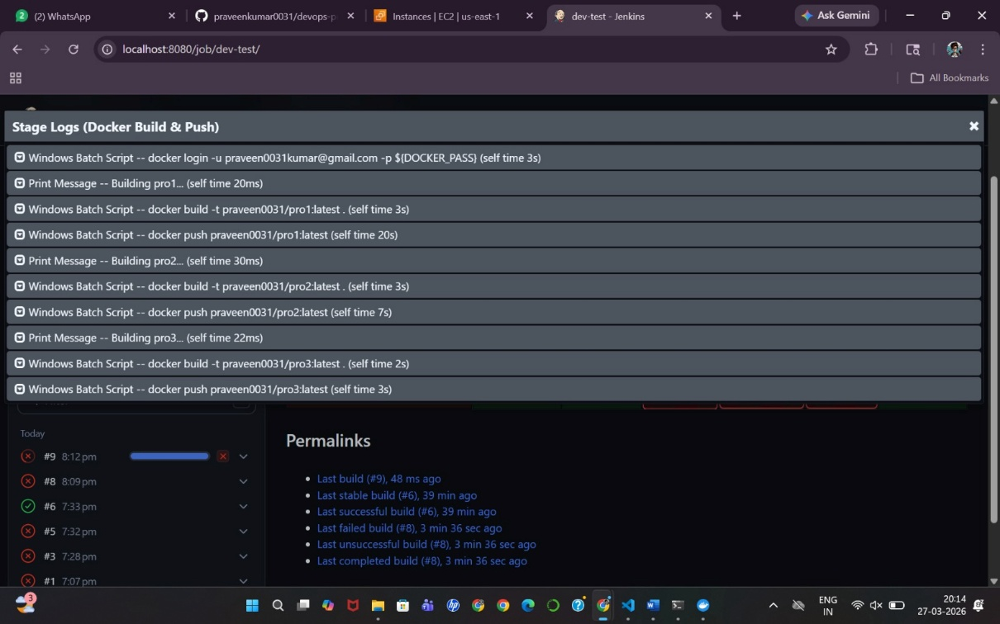 2 (2) WhatsApp
praveenkumar0031/devops-p
Instances | EC2 | us-east-1
dev-test - Jenkins
Ask Gemini
localhost:8080/job/dev-test/
All Bookmarks
Stage Logs (Docker Build & Push)
Windows Batch Script -- docker login -u praveen0031kumar@gmail.com -p ${DOCKER_PASS} (self time 3s)
Print Message -- Building pro1... (self time 20ms)
Windows Batch Script -- docker build -t praveen0031/pro1:latest . (self time 3s)
Windows Batch Script -- docker push praveen0031/pro1:latest (self time 20s)
Print Message -- Building pro2... (self time 30ms)
Windows Batch Script -- docker build -t praveen0031/pro2:latest . (self time 3s)
Windows Batch Script -- docker push praveen0031/pro2:latest (self time 7s)
Print Message -- Building pro3... (self time 22ms)
Windows Batch Script -- docker build -t praveen0031/pro3:latest . (self time 2s)
Windows Batch Script -- docker push praveen0031/pro3:latest (self time 3s)
Today
#9 8:12 pm
#8 8:09 pm
#6 7:33 pm
#5 7:32 pm
#3 7:28 pm
#1 7:07 pm
Permalinks
Last build (#9), 48 ms ago
Last stable build (#6), 39 min ago
Last successful build (#6), 39 min ago
Last failed build (#8), 3 min 36 sec ago
Last unsuccessful build (#8), 3 min 36 sec ago
Last completed build (#8), 3 min 36 sec ago
3
ENG
IN
20:14
27-03-2026